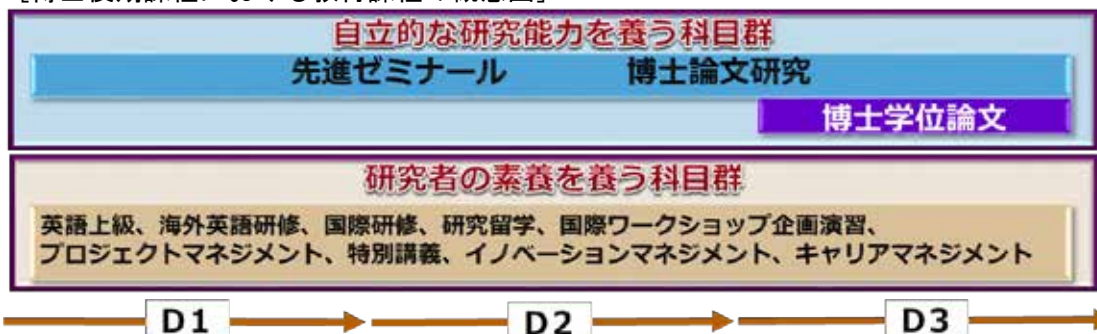 自立的な研究能力を養う科目群
先進ゼミナール　博士論文研究
博士学位論文
研究者の素養を養う科目群
英語上級、海外英語研修、国際研修、研究留学、国際ワークショップ企画演習、
プロジェクトマネジメント、特別講義、イノベーションマネジメント、キャリアマネジメント
D1　D2　D3